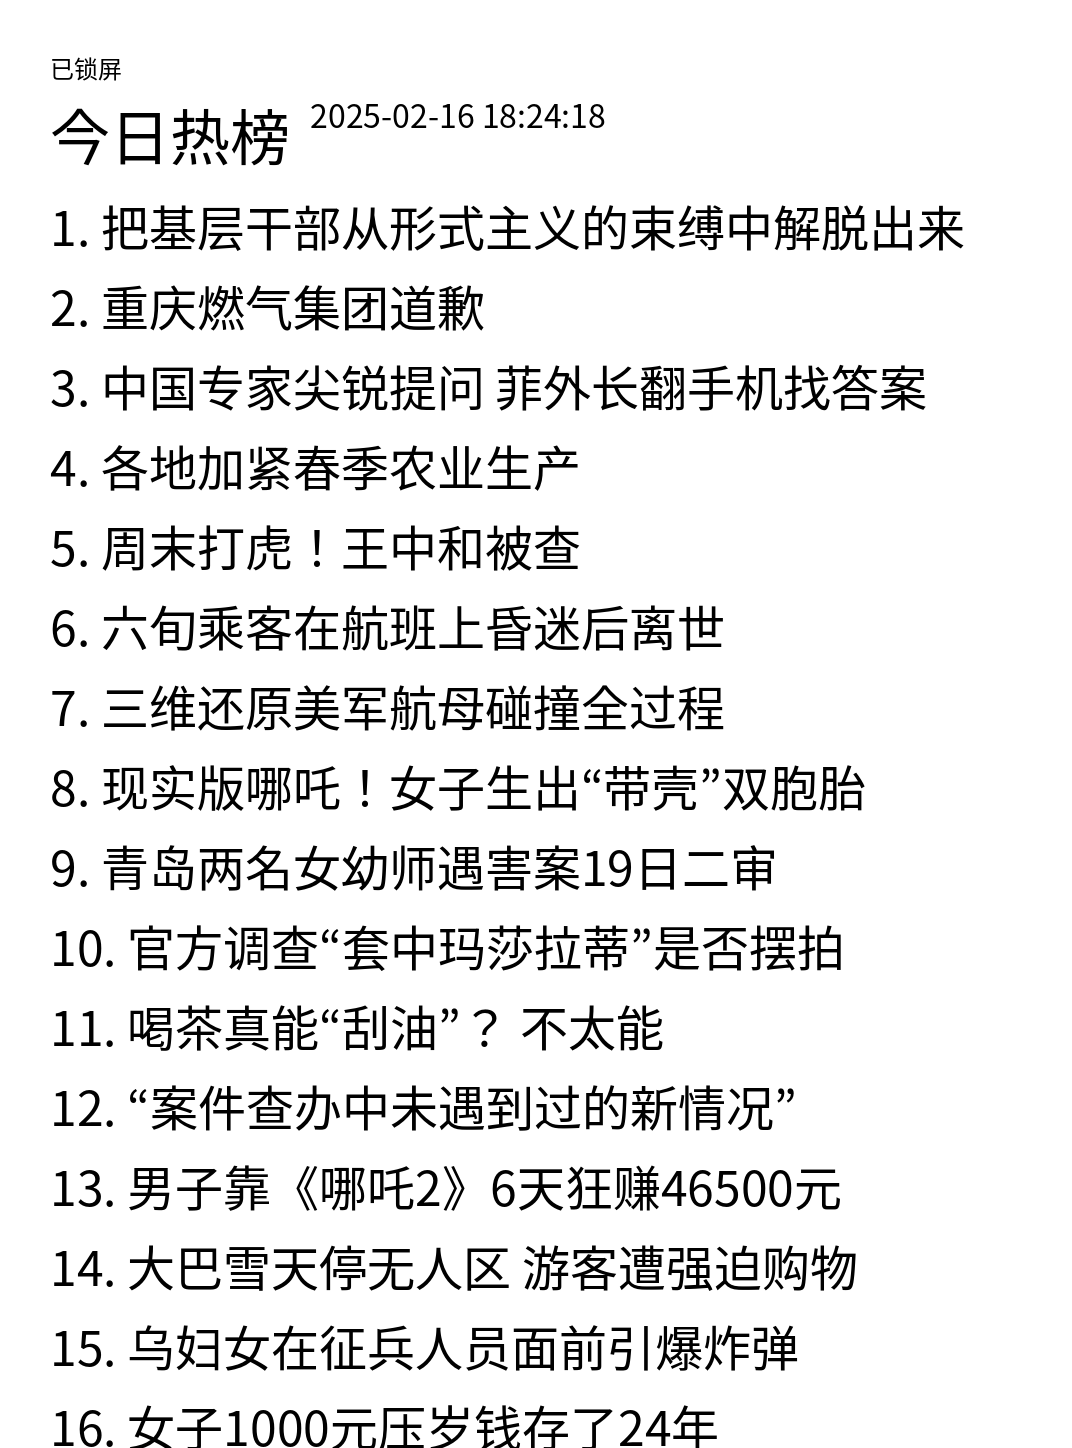 已锁屏
今日热榜 2025-02-16 18:24:18
1. 把基层干部从形式主义的束缚中解脱出来
2. 重庆燃气集团道歉
3. 中国专家尖锐提问 菲外长翻手机找答案
4. 各地加紧春季农业生产
5. 周末打虎！王中和被查
6. 六旬乘客在航班上昏迷后离世
7. 三维还原美军航母碰撞全过程
8. 现实版哪吒！女子生出“带壳”双胞胎
9. 青岛两名女幼师遇害案19日二审
10. 官方调查“套中玛莎拉蒂”是否摆拍
11. 喝茶真能“刮油”？ 不太能
12. “案件查办中未遇到过的新情况”
13. 男子靠《哪吒2》6天狂赚46500元
14. 大巴雪天停无人区 游客遭强迫购物
15. 乌妇女在征兵人员面前引爆炸弹
16. 女子1000元压岁钱存了24年